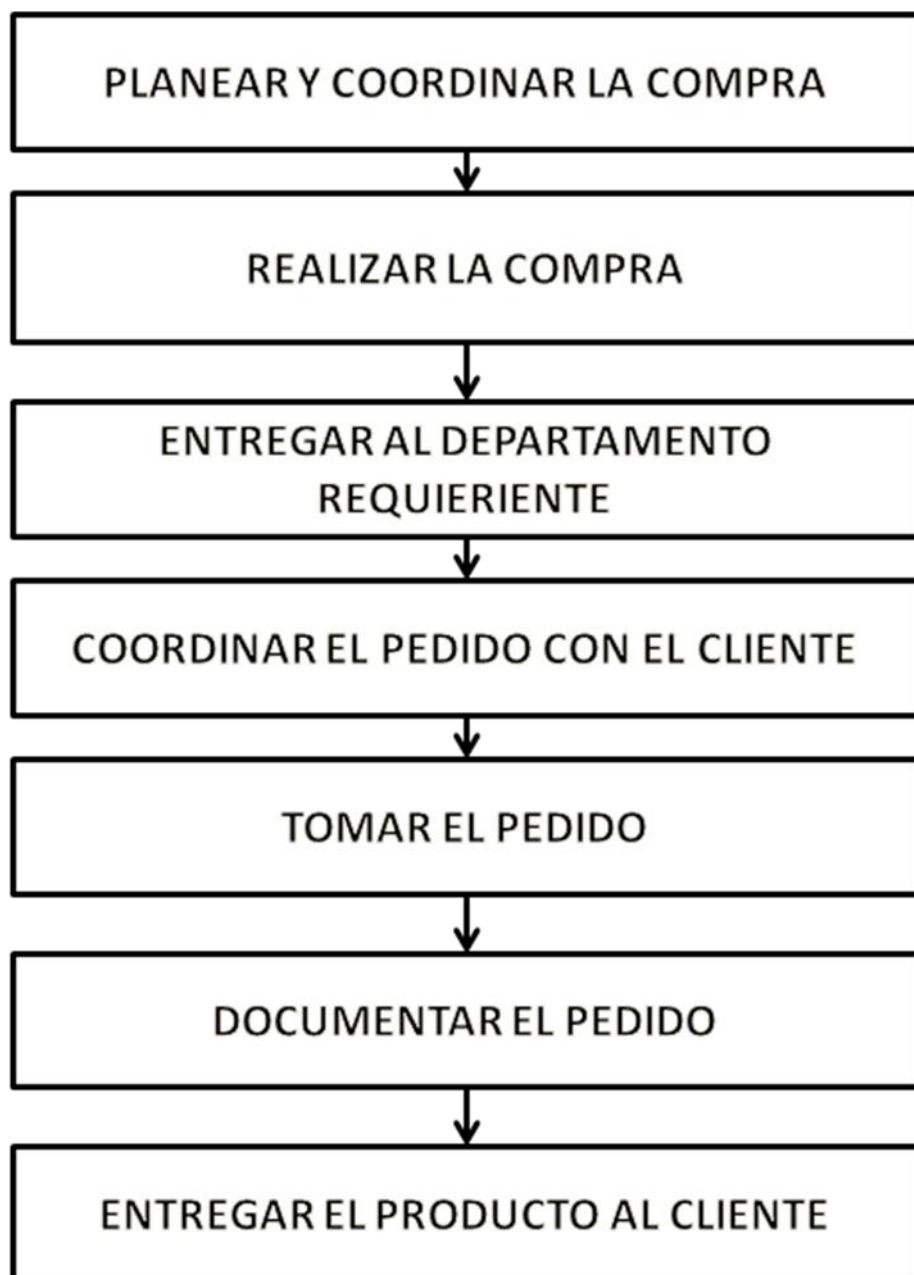 PLANEAR Y COORDINAR LA COMPRA
REALIZAR LA COMPRA
ENTREGAR AL DEPARTAMENTO
REQUIERIENTE
COORDINAR EL PEDIDO CON EL CLIENTE
TOMAR EL PEDIDO
DOCUMENTAR EL PEDIDO
ENTREGAR EL PRODUCTO AL CLIENTE